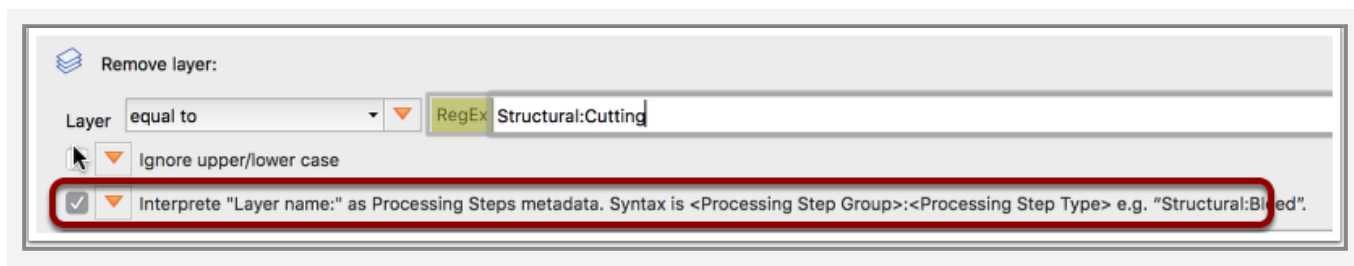 Remove layer:
Layer equal to RegEx Structural:Cutting
Ignore upper/lower case
Interprete "Layer name:" as Processing Steps metadata. Syntax is <Processing Step Group>:<Processing Step Type> e.g. “Structural:Bleed”.